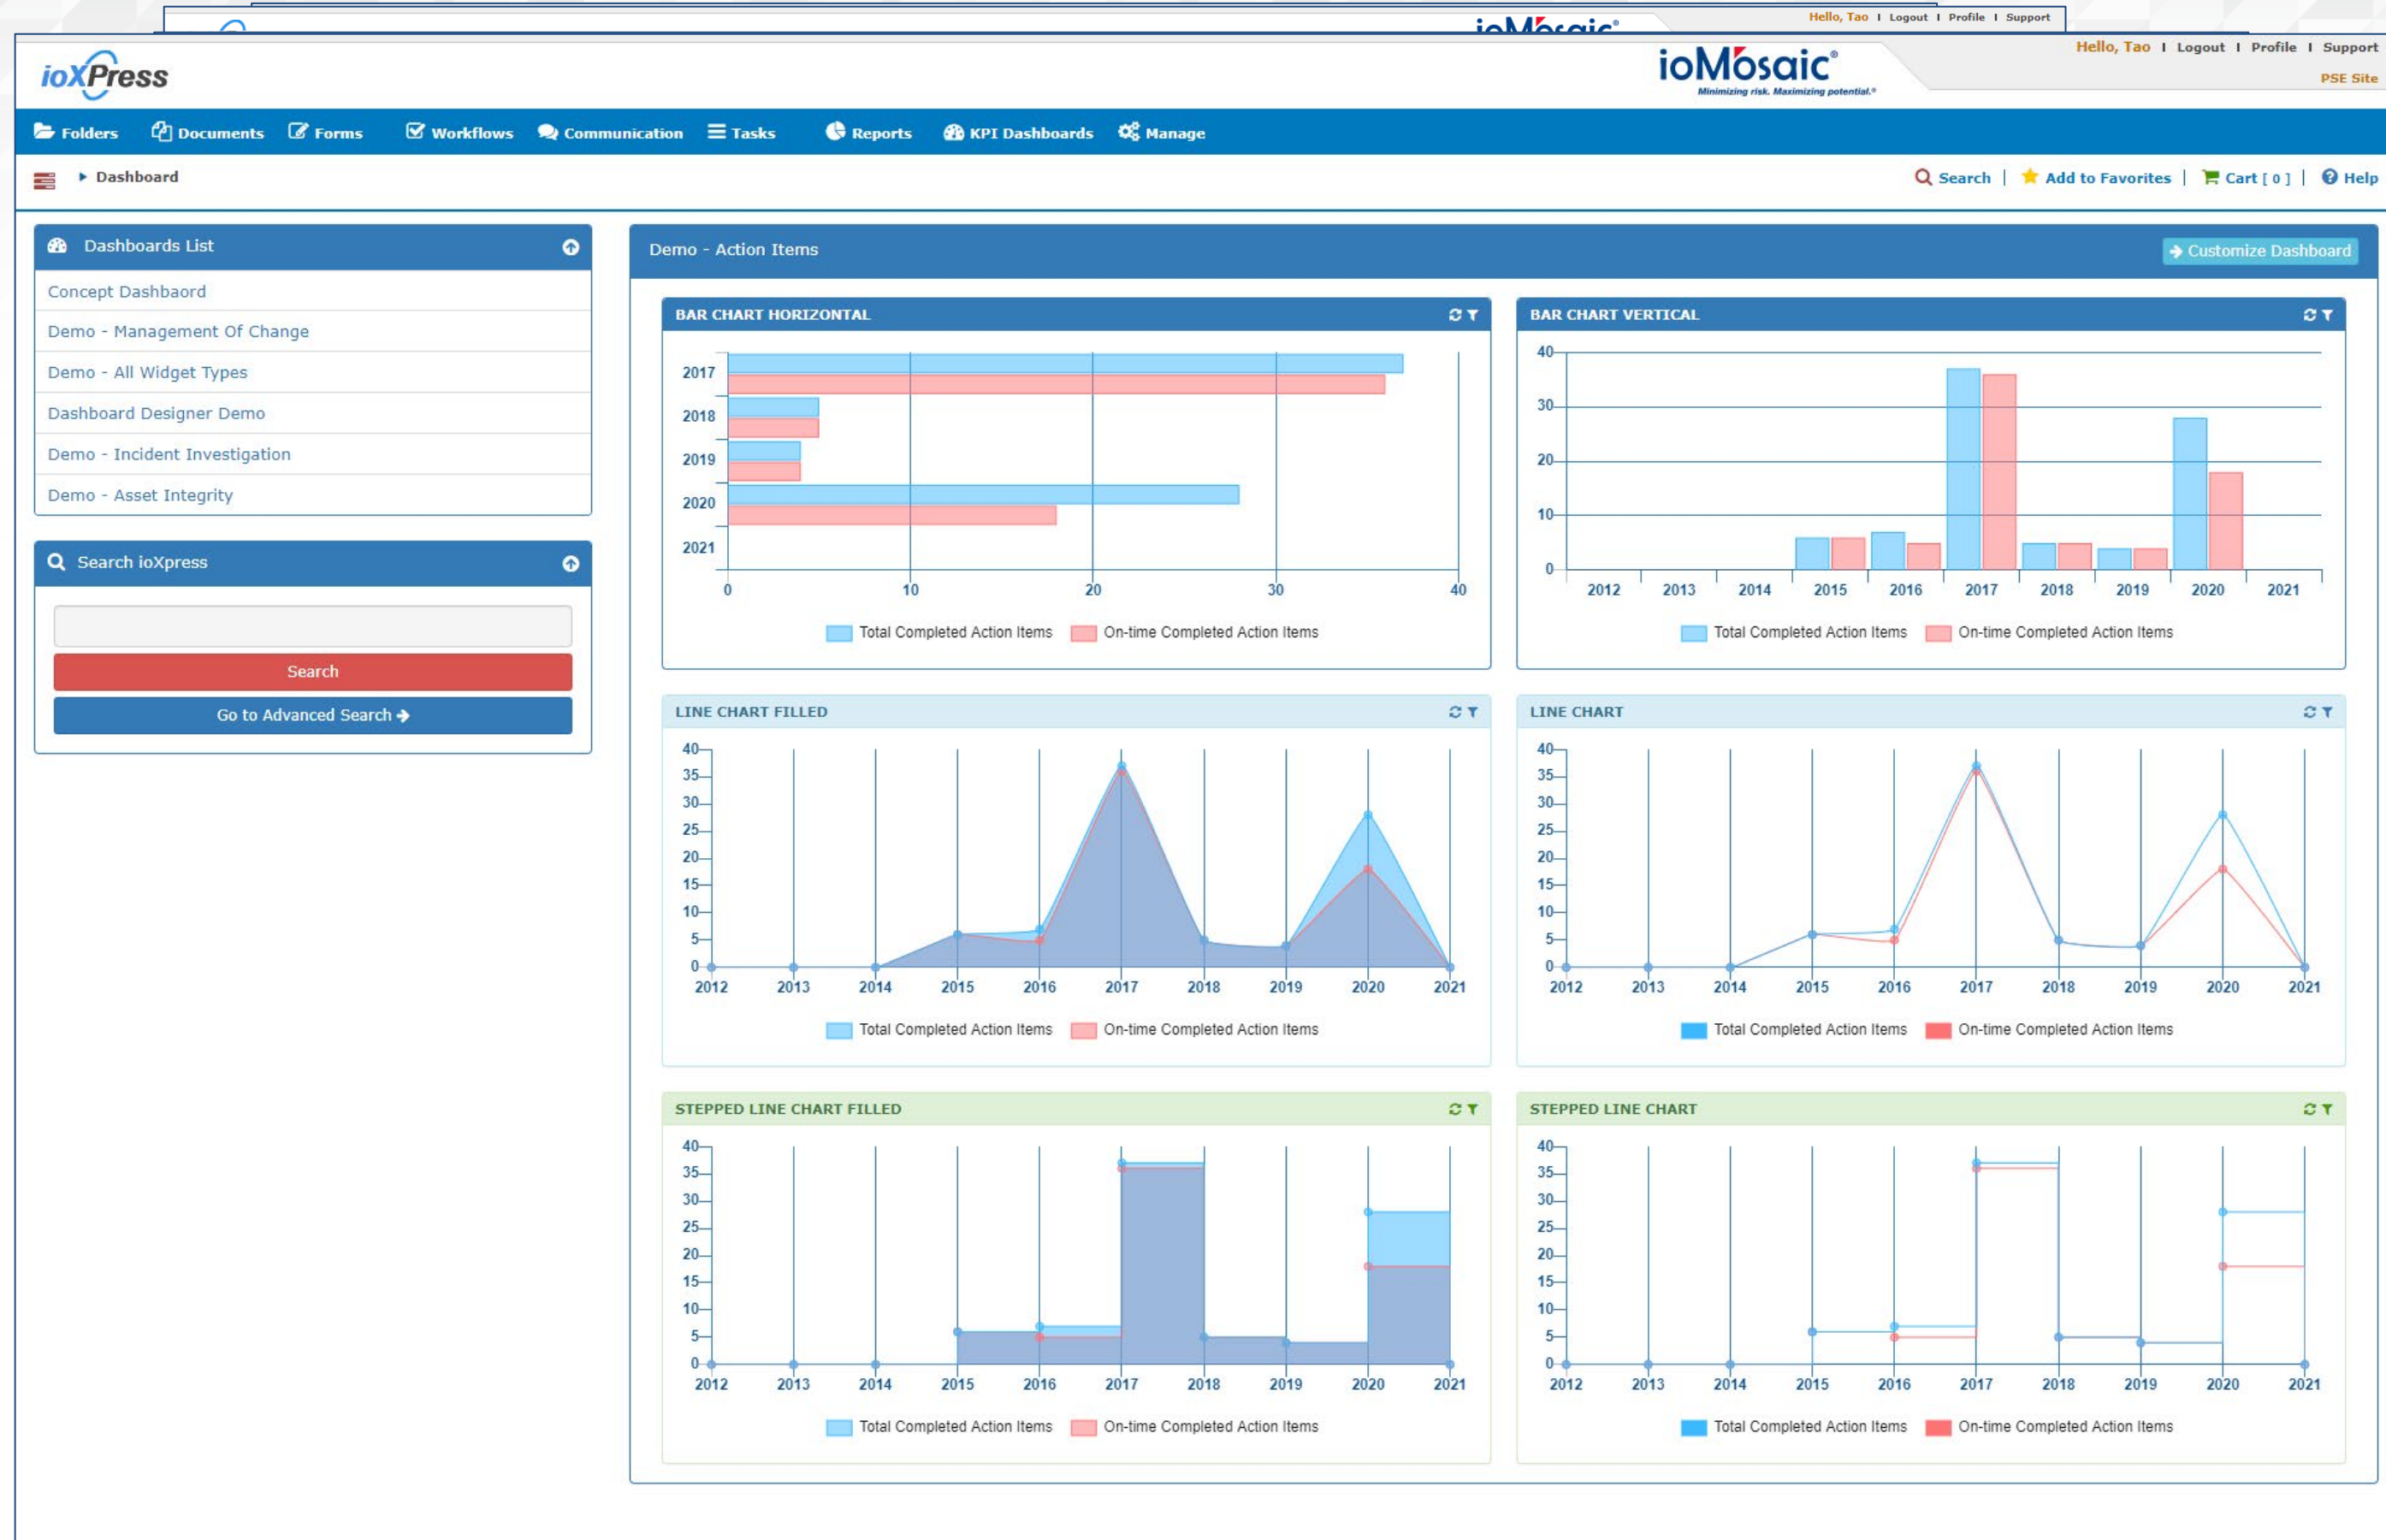 ioMosaic®
Hello, Tao | Logout | Profile | Support
ioXPress
ioMosaic®
Minimizing risk. Maximizing potential.®
Hello, Tao | Logout | Profile | Support
PSE Site
Folders Documents Forms Workflows Communication Tasks Reports KPI Dashboards Manage
Dashboard
Search | Add to Favorites | Cart [ 0 ] | Help
Dashboards List
Concept Dashbaord
Demo - Management Of Change
Demo - All Widget Types
Dashboard Designer Demo
Demo - Incident Investigation
Demo - Asset Integrity
Search ioXpress
Search
Go to Advanced Search
Demo - Action Items
Customize Dashboard
BAR CHART HORIZONTAL
2017
2018
2019
2020
2021
0 10 20 30 40
Total Completed Action Items On-time Completed Action Items
BAR CHART VERTICAL
40
30
20
10
0
2012 2013 2014 2015 2016 2017 2018 2019 2020 2021
Total Completed Action Items On-time Completed Action Items
LINE CHART FILLED
40
35
30
25
20
15
10
5
0
2012 2013 2014 2015 2016 2017 2018 2019 2020 2021
Total Completed Action Items On-time Completed Action Items
LINE CHART
40
35
30
25
20
15
10
5
0
2012 2013 2014 2015 2016 2017 2018 2019 2020 2021
Total Completed Action Items On-time Completed Action Items
STEPPED LINE CHART FILLED
40
35
30
25
20
15
10
5
0
2012 2013 2014 2015 2016 2017 2018 2019 2020 2021
Total Completed Action Items On-time Completed Action Items
STEPPED LINE CHART
40
35
30
25
20
15
10
5
0
2012 2013 2014 2015 2016 2017 2018 2019 2020 2021
Total Completed Action Items On-time Completed Action Items